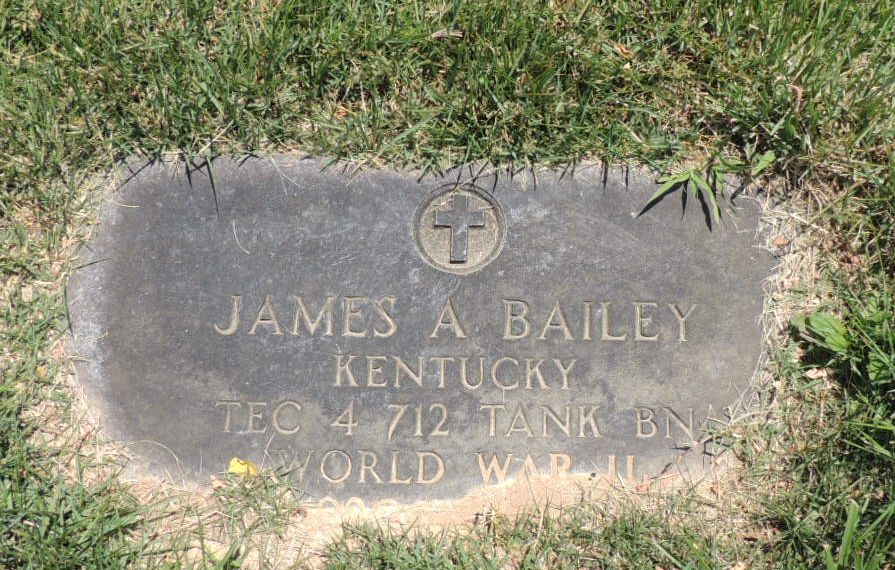 JAMES A BAILEY
KENTUCKY
TEC 4 712 TANK BN
WORLD WAR II